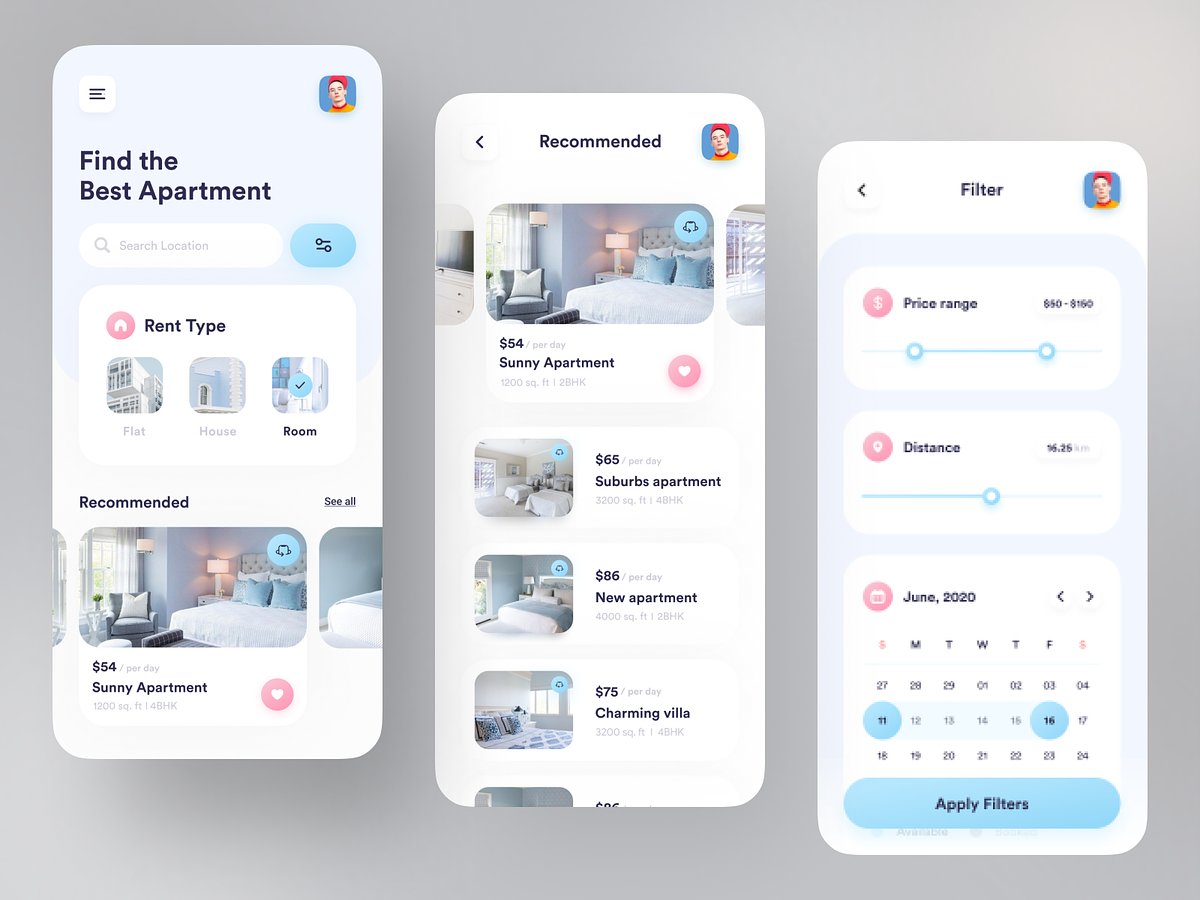 Find the
Best Apartment
Search Location
Rent Type
Flat
House
Room
Recommended
See all
$54 / per day
Sunny Apartment
1200 sq. ft | 4BHK
Recommended
$54 / per day
Sunny Apartment
1200 sq. ft | 2BHK
$65 / per day
Suburbs apartment
3200 sq. ft | 4BHK
$86 / per day
New apartment
4000 sq. ft | 2BHK
$75 / per day
Charming villa
3200 sq. ft | 4BHK
$86 / per day
Filter
Price range
$50 - $150
Distance
16.25 km
June, 2020
S M T W T F S
27 28 29 01 02 03 04
11 12 13 14 15 16 17
18 19 20 21 22 23 24
Apply Filters
Available
Booked